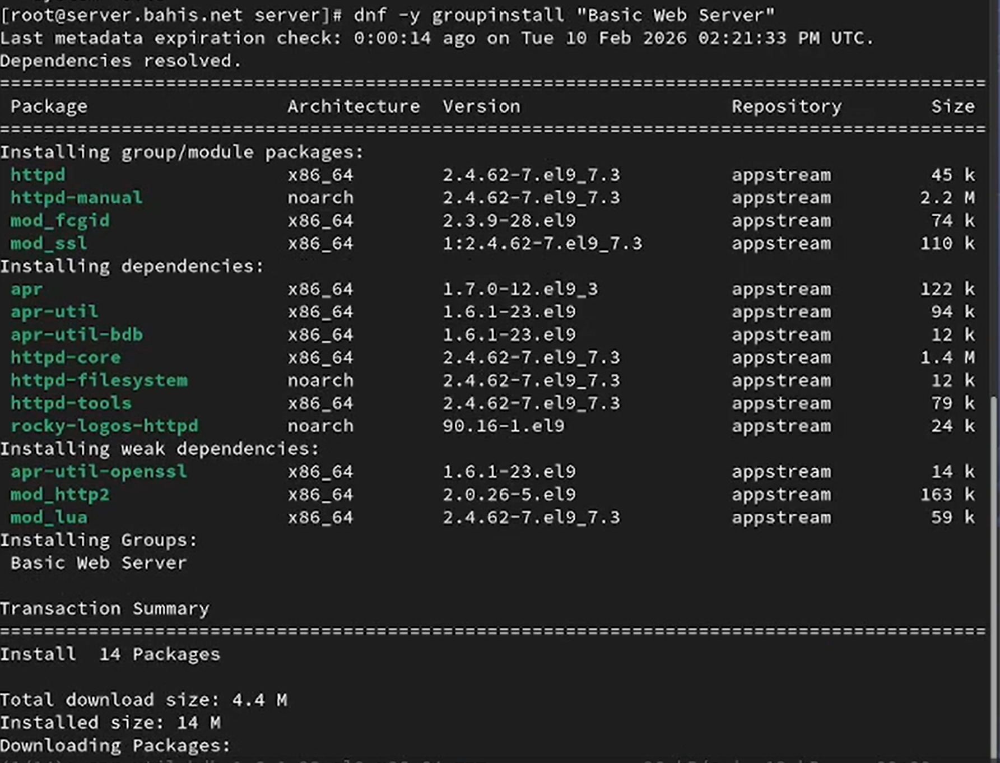 [root@server.bahis.net server]# dnf -y groupinstall "Basic Web Server"
Last metadata expiration check: 0:00:14 ago on Tue 10 Feb 2026 02:21:33 PM UTC.
Dependencies resolved.
=========================================================================================
 Package                 Architecture  Version                   Repository         Size
=========================================================================================
Installing group/module packages:
 httpd                   x86_64        2.4.62-7.el9_7.3          appstream          45 k
 httpd-manual            noarch        2.4.62-7.el9_7.3          appstream         2.2 M
 mod_fcgid               x86_64        2.3.9-28.el9              appstream          74 k
 mod_ssl                 x86_64        1:2.4.62-7.el9_7.3        appstream         110 k
Installing dependencies:
 apr                     x86_64        1.7.0-12.el9_3            appstream         122 k
 apr-util                x86_64        1.6.1-23.el9              appstream          94 k
 apr-util-bdb            x86_64        1.6.1-23.el9              appstream          12 k
 httpd-core              x86_64        2.4.62-7.el9_7.3          appstream         1.4 M
 httpd-filesystem        noarch        2.4.62-7.el9_7.3          appstream          12 k
 httpd-tools             x86_64        2.4.62-7.el9_7.3          appstream          79 k
 rocky-logos-httpd       noarch        90.16-1.el9               appstream          24 k
Installing weak dependencies:
 apr-util-openssl        x86_64        1.6.1-23.el9              appstream          14 k
 mod_http2               x86_64        2.0.26-5.el9              appstream         163 k
 mod_lua                 x86_64        2.4.62-7.el9_7.3          appstream          59 k
Installing Groups:
 Basic Web Server
Transaction Summary
=========================================================================================
Install  14 Packages
Total download size: 4.4 M
Installed size: 14 M
Downloading Packages: